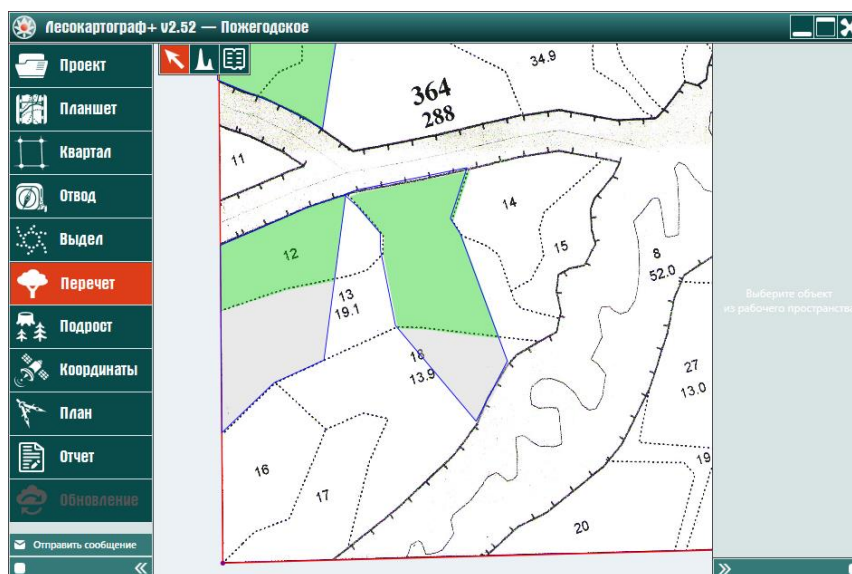 Лесокартограф+ v2.52 — Пожегодское
Проект
Планшет
Квартал
Отвод
Выдел
Перечет
Подрост
Координаты
План
Отчет
Обновление
Отправить сообщение
34.9
364
288
11
14
12
15
8
52.0
13
19.1
18
13.9
27
13.0
16
17
19
20
Выберите объект
из рабочего пространства